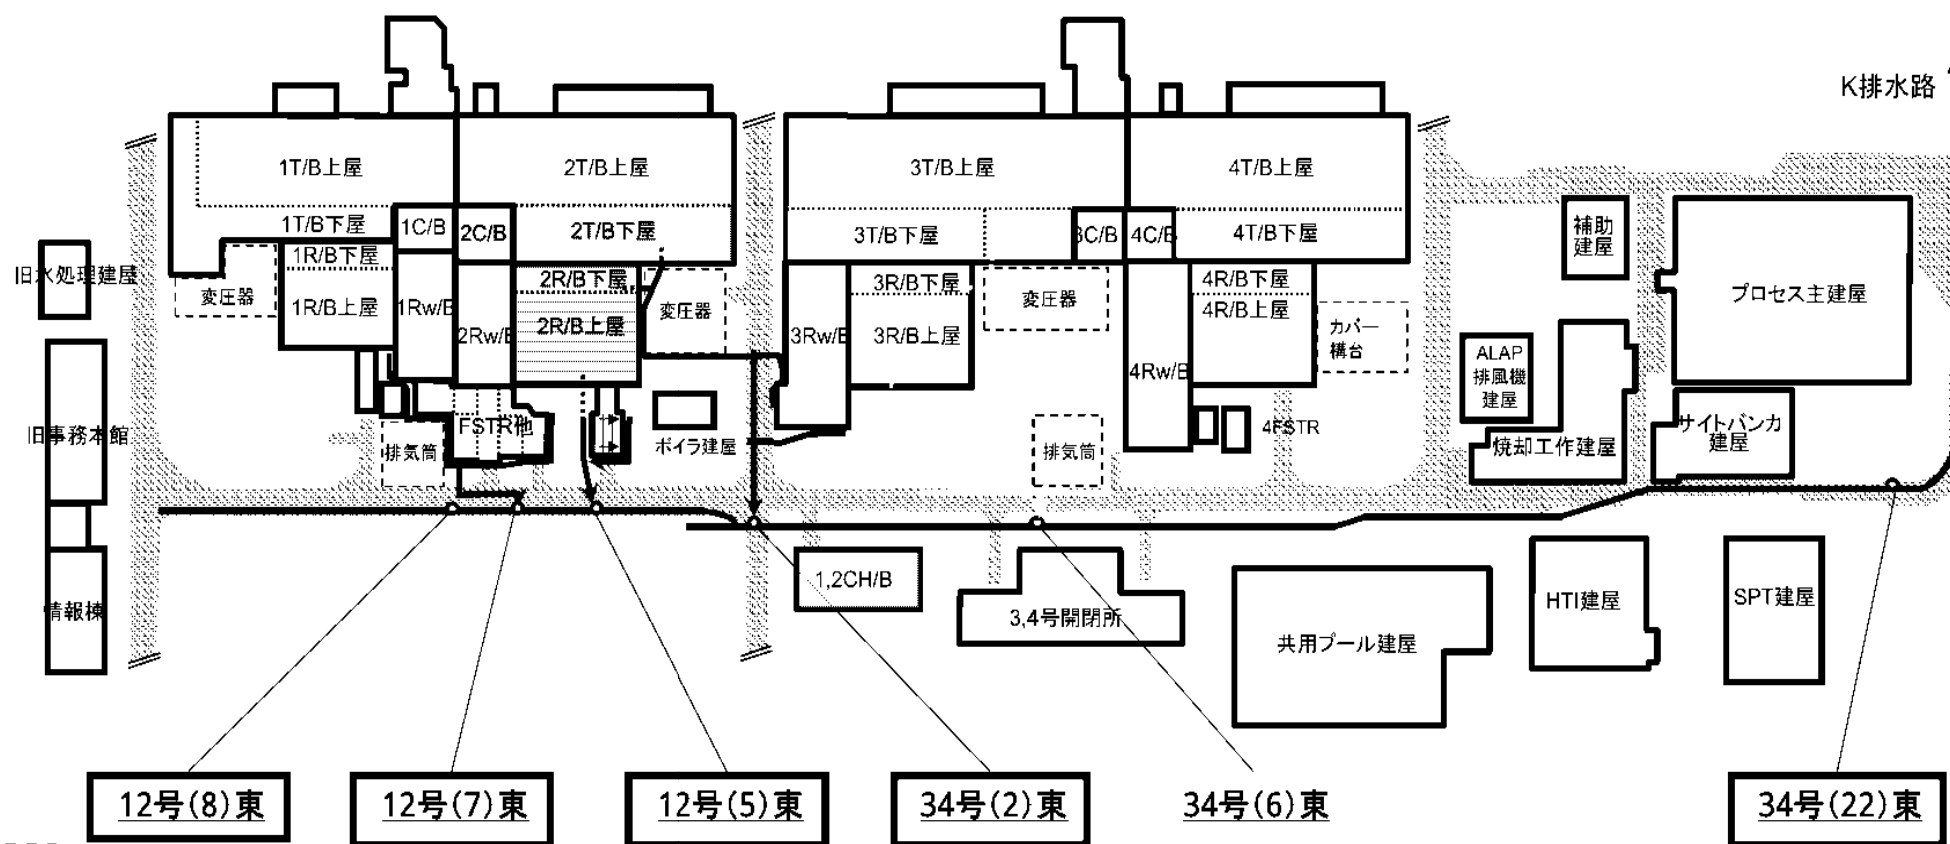 K排水路
1T/B上屋
2T/B上屋
3T/B上屋
4T/B上屋
1T/B下屋
1C/B
2C/B
2T/B下屋
3T/B下屋
3C/B
4C/B
4T/B下屋
補助
建屋
旧水処理建屋
変圧器
1R/B下屋
1R/B上屋
1Rw/B
2Rw/B
2R/B下屋
2R/B上屋
変圧器
3Rw/B
3R/B下屋
3R/B上屋
変圧器
4Rw/B
4R/B下屋
4R/B上屋
カバー
構台
プロセス主建屋
ALAP
排風機
建屋
旧事務本館
排気筒
FSTR他
ボイラ建屋
排気筒
4FSTR
焼却工作建屋
サイトバンカ
建屋
情報棟
1,2CH/B
3,4号開閉所
共用プール建屋
HTI建屋
SPT建屋
12号(8)東
12号(7)東
12号(5)東
34号(2)東
34号(6)東
34号(22)東